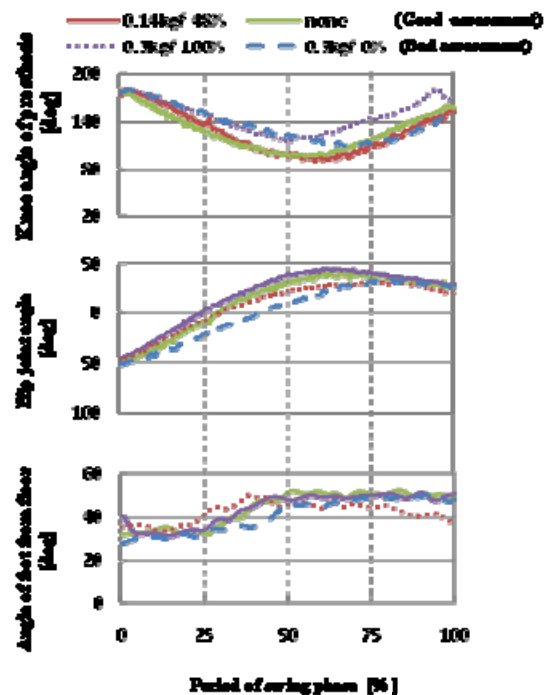 0.14kgf 48% none (Good assessment)
0.3kgf 100% 0.3kgf 0% (Bad assessment)
Knee angle of prosthesis [deg]
200
140
80
20
Hip joint angle [deg]
50
0
50
100
Angle of foot from floor [deg]
60
40
20
0
0 25 50 75 100
Period of swing phase [%]